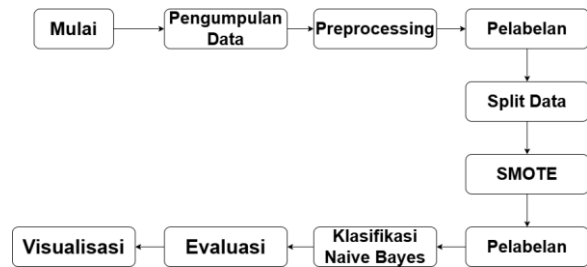 Mulai
Pengumpulan
Data
Preprocessing
Pelabelan
Split Data
SMOTE
Pelabelan
Klasifikasi
Naive Bayes
Evaluasi
Visualisasi